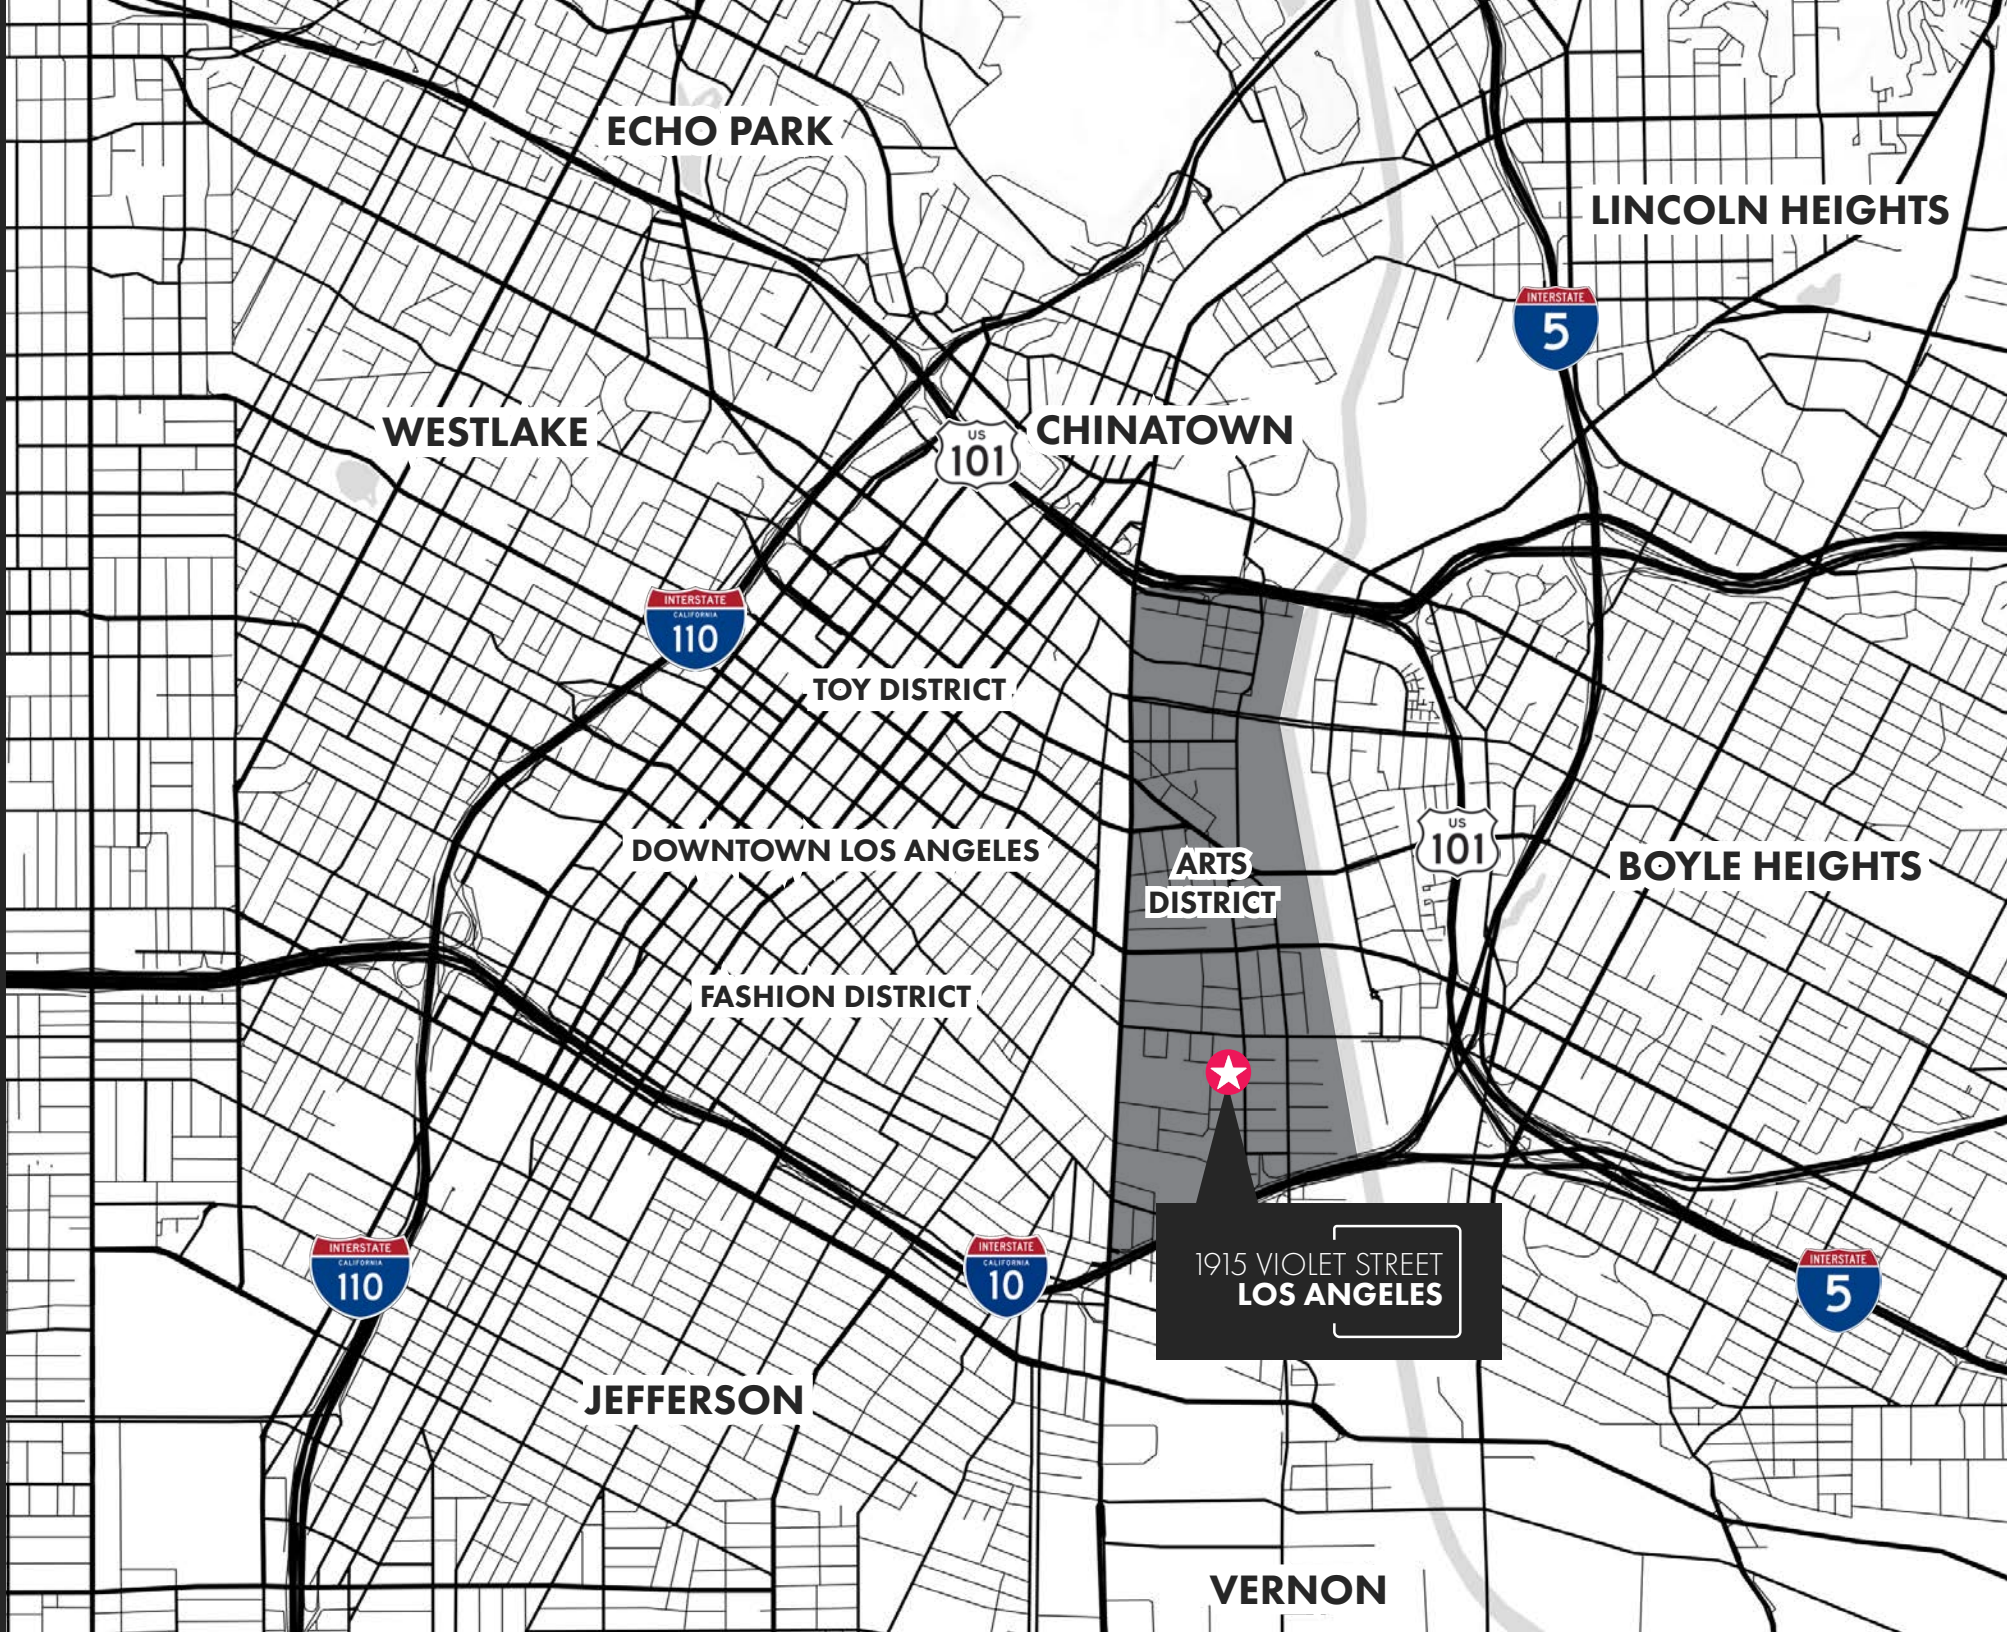 ECHO PARK
LINCOLN HEIGHTS
INTERSTATE
5
WESTLAKE
CHINATOWN
US
101
INTERSTATE
CALIFORNIA
110
TOY DISTRICT
DOWNTOWN LOS ANGELES
US
101
ARTS
DISTRICT
BOYLE HEIGHTS
FASHION DISTRICT
INTERSTATE
CALIFORNIA
110
INTERSTATE
CALIFORNIA
10
1915 VIOLET STREET
LOS ANGELES
INTERSTATE
5
JEFFERSON
VERNON